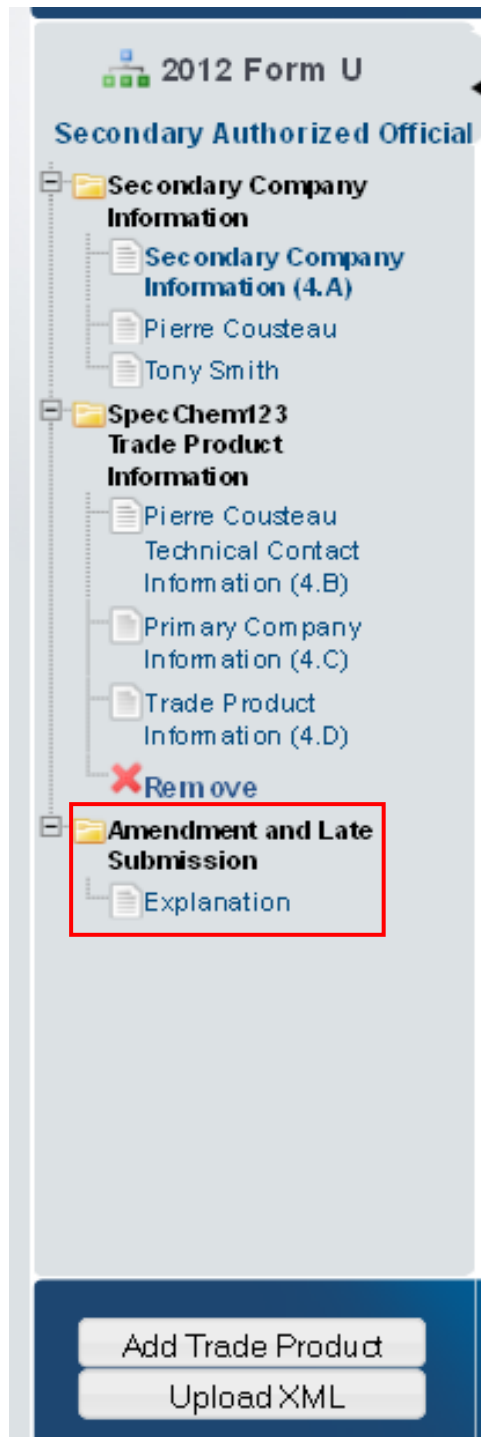 2012 Form U
Secondary Authorized Official
Secondary Company
Information
Secondary Company
Information (4.A)
Pierre Cousteau
Tony Smith
SpecChem123
Trade Product
Information
Pierre Cousteau
Technical Contact
Information (4.B)
Primary Company
Information (4.C)
Trade Product
Information (4.D)
Remove
Amendment and Late
Submission
Explanation
Add Trade Product
Upload XML